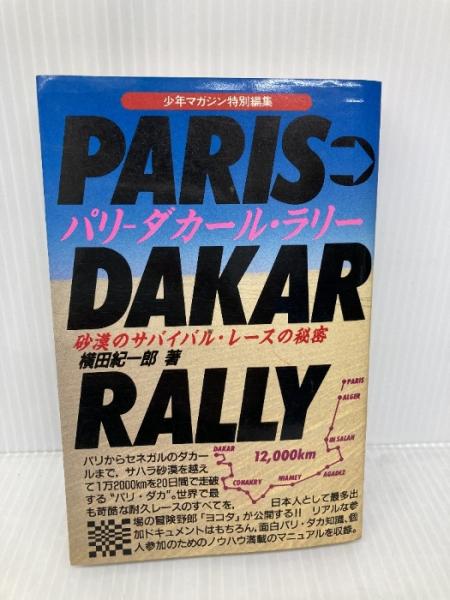 少年マガジン特別編集
PARIS
パリ-ダカール・ラリー
DAKAR
砂漠のサバイバル・レースの秘密
横田紀一郎 著
RALLY
PARIS
ALGER
IN SALAH
AGADEZ
NIAMEY
CONAKRY
DAKAR
12,000km
パリからセネガルのダカー
ルまで、サハラ砂漠を越え
て1万2000kmを20日間で走破
する“パリ・ダカ”。世界で最
も苛酷な耐久レースのすべてを、
日本人として最多出
場の冒険野郎「ヨコタ」が公開する!! リアルな参
加ドキュメントはもちろん、面白パリ・ダカ知識、個
人参加のためのノウハウ満載のマニュアルを収録。